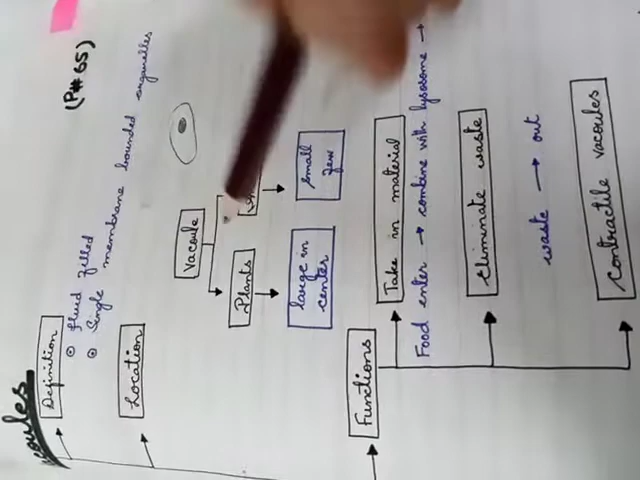 (P#65)
Definition
fluid filled
Single membrane bounded organelles
Location
Vacuole
Plants
large in
center
small
few
Functions
Take in material
Food enter → combine with lysosome →
Eliminate waste
waste → out
Contractile vacoules